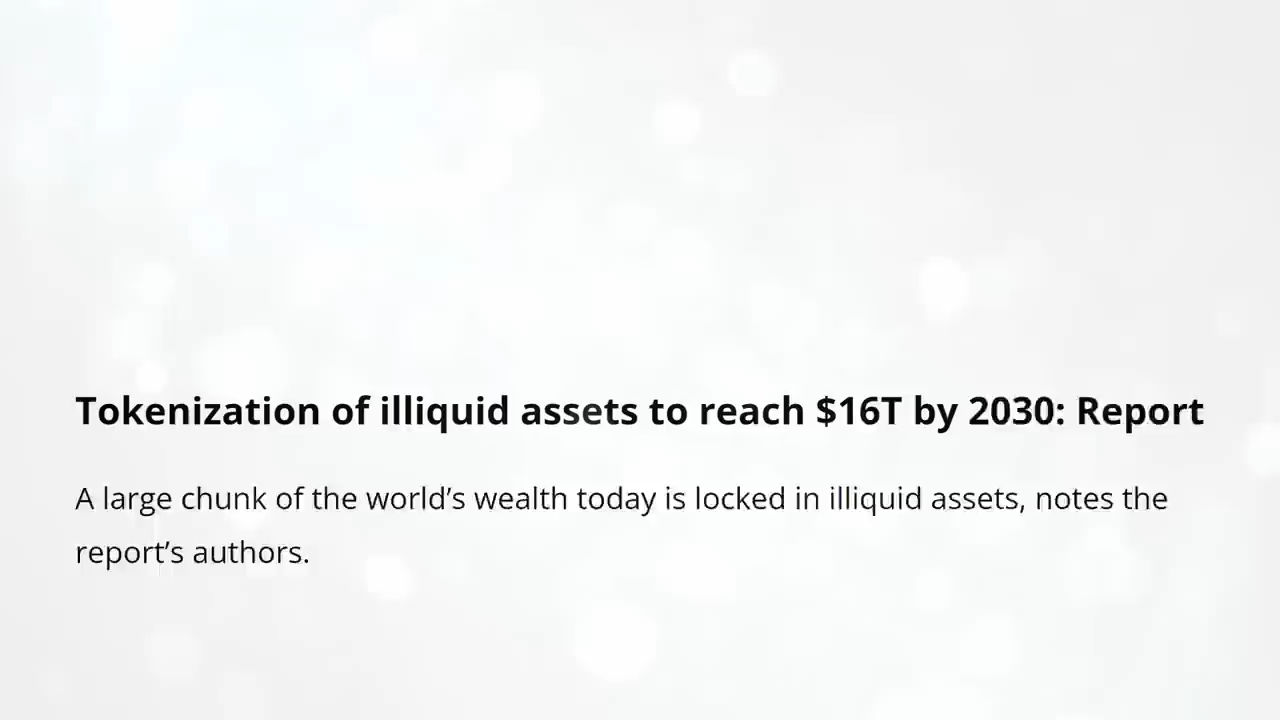 Tokenization of illiquid assets to reach $16T by 2030: Report
A large chunk of the world’s wealth today is locked in illiquid assets, notes the
report’s authors.